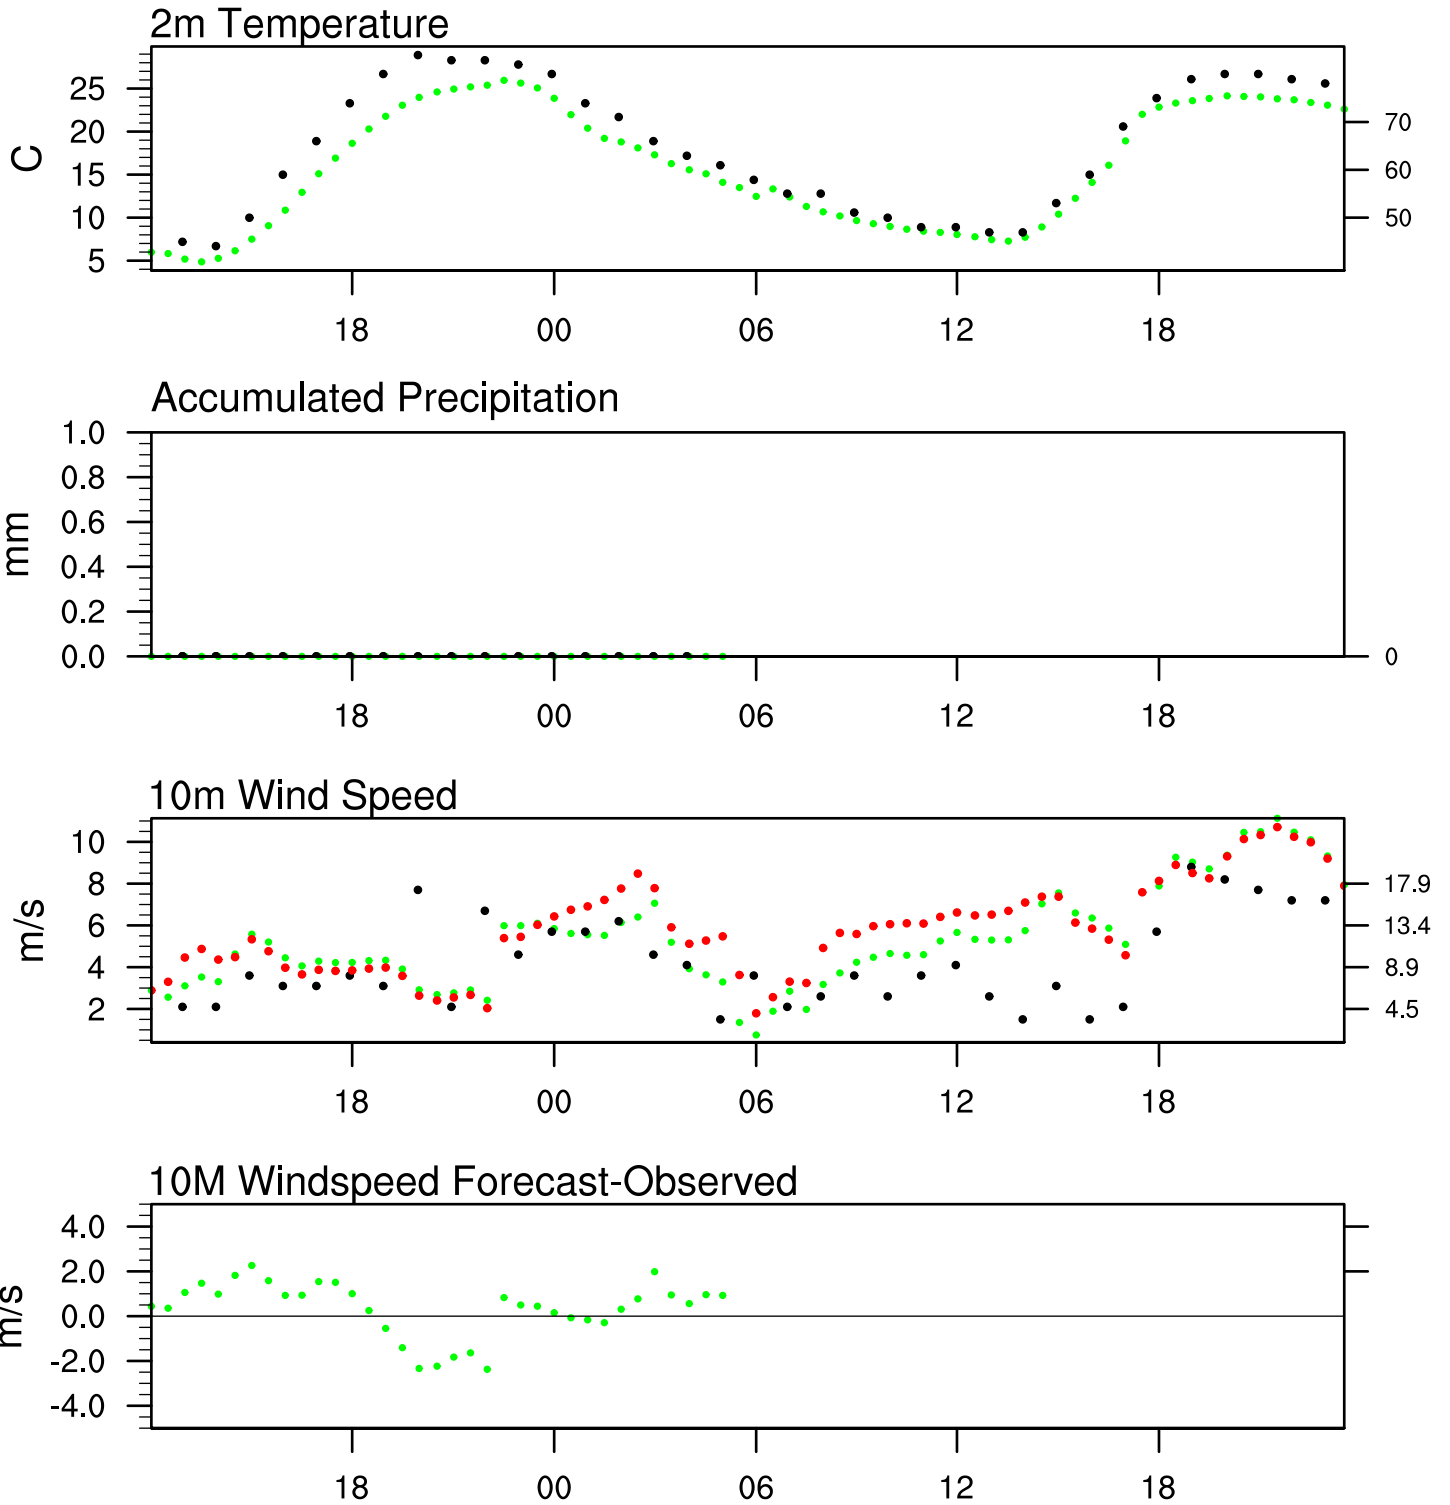 2m Temperature
C
25
20
15
10
5
70
60
50
18 00 06 12 18
Accumulated Precipitation
mm
1.0
0.8
0.6
0.4
0.2
0.0
0
18 00 06 12 18
10m Wind Speed
m/s
10
8
6
4
2
17.9
13.4
8.9
4.5
18 00 06 12 18
10M Windspeed Forecast-Observed
m/s
4.0
2.0
0.0
-2.0
-4.0
18 00 06 12 18